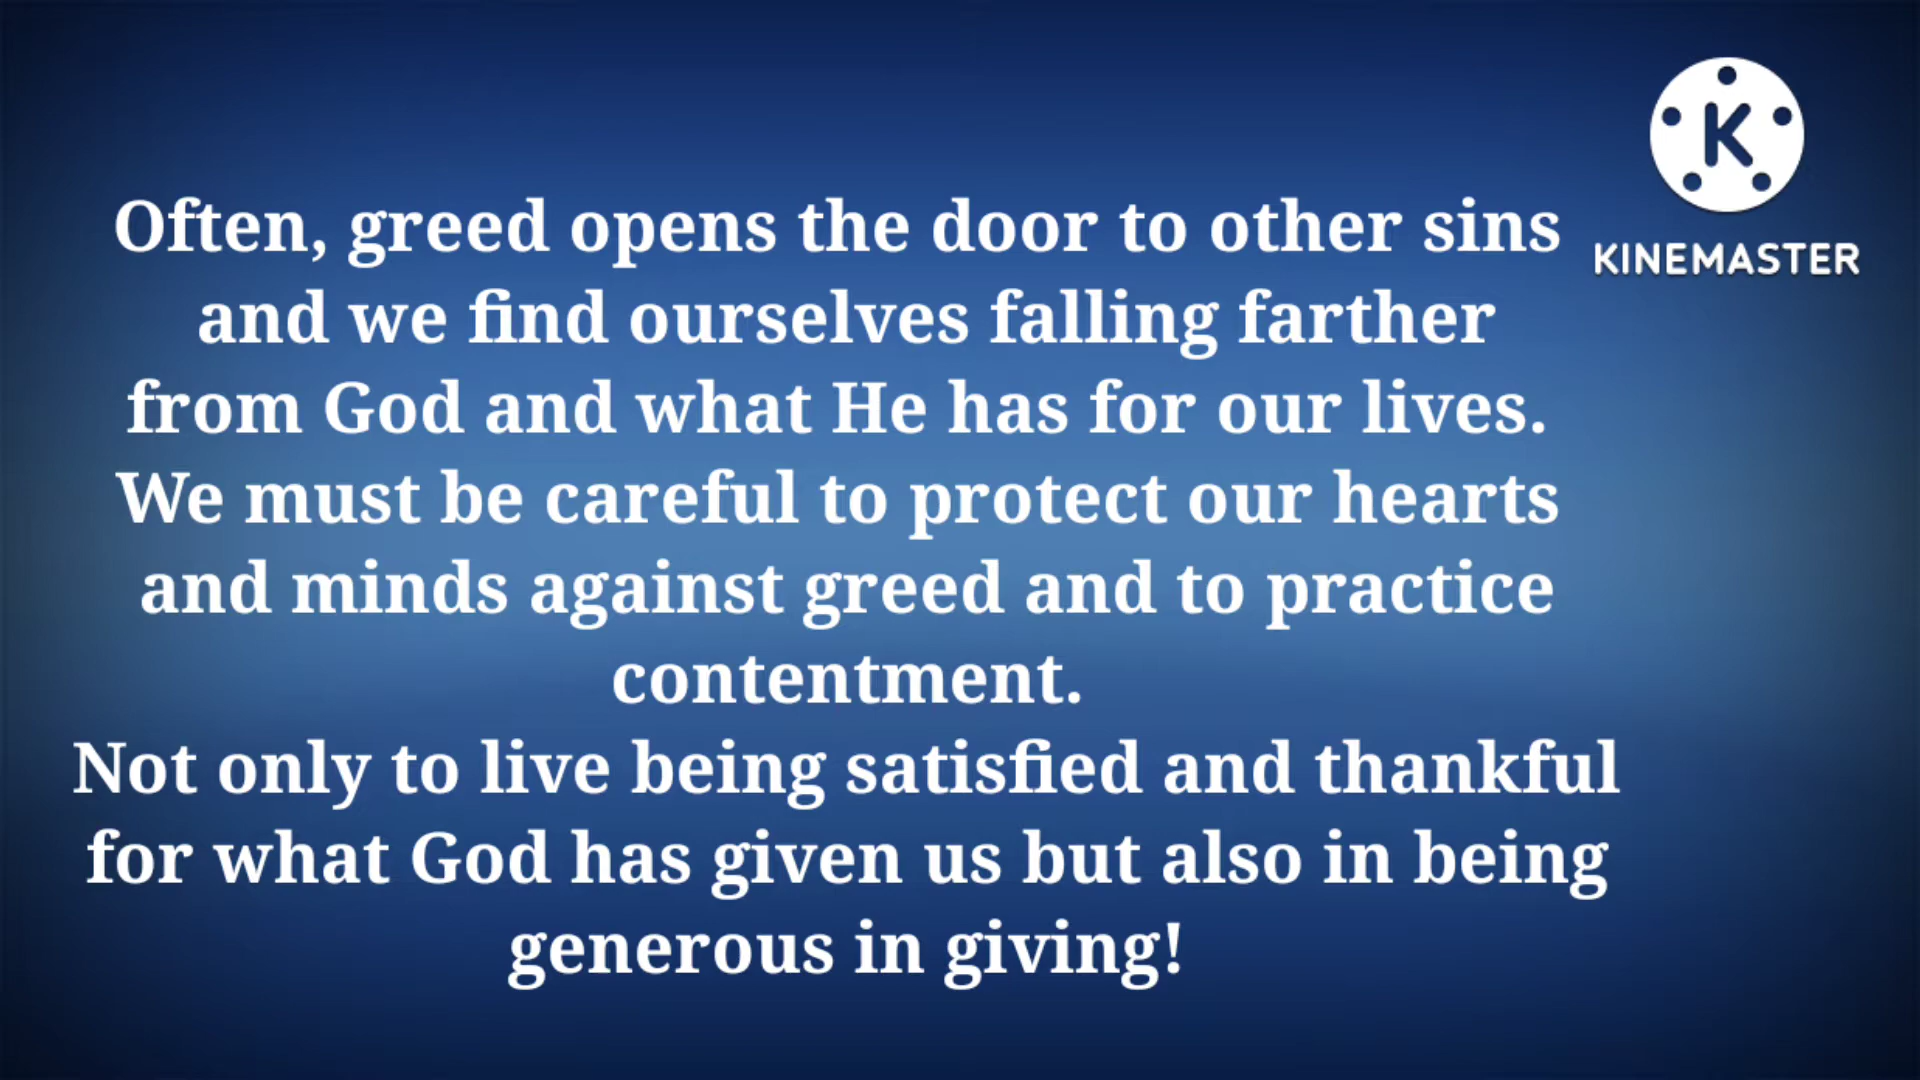 K
KINEMASTER
Often, greed opens the door to other sins
and we find ourselves falling farther
from God and what He has for our lives.
We must be careful to protect our hearts
and minds against greed and to practice
contentment.
Not only to live being satisfied and thankful
for what God has given us but also in being
generous in giving!